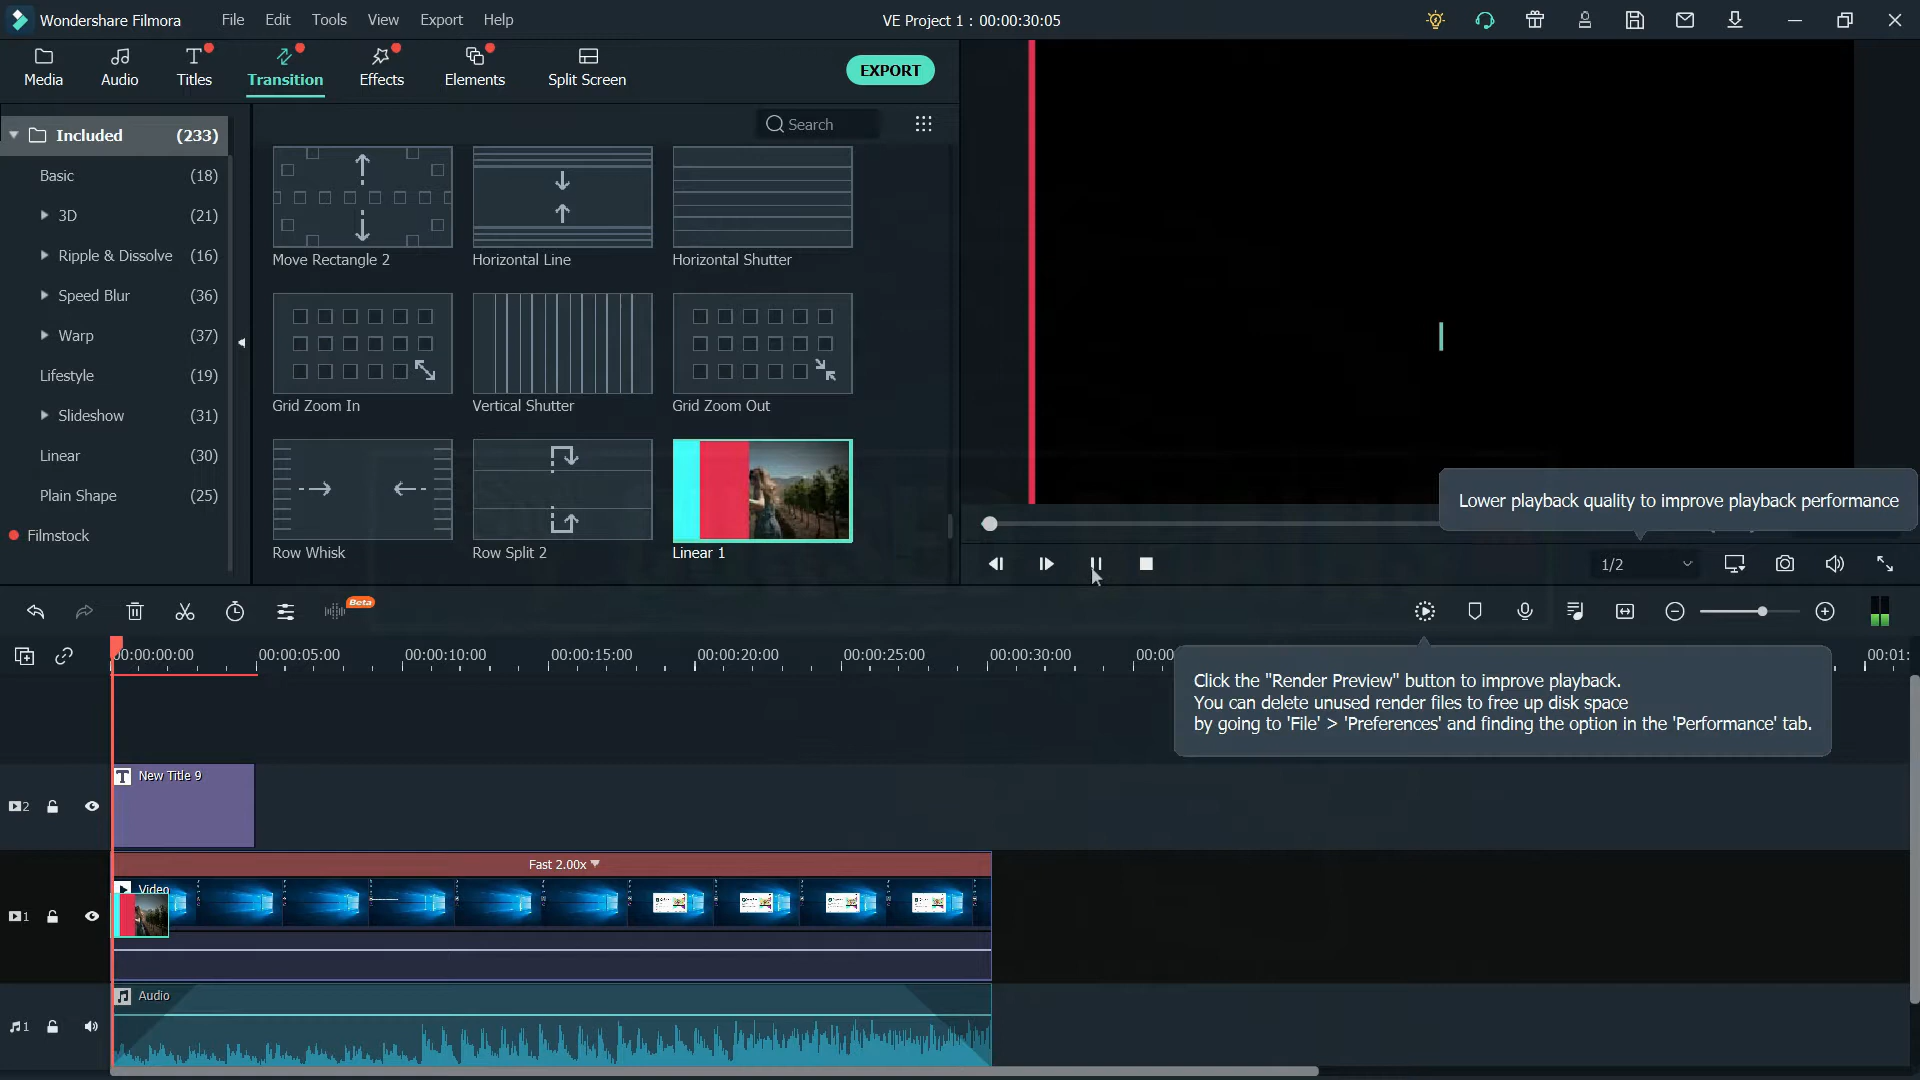 Wondershare Filmora
File
Edit
Tools
View
Export
Help
VE Project 1 : 00:00:30:05
Media
Audio
Titles
Transition
Effects
Elements
Split Screen
EXPORT
Included (233)
Basic (18)
3D (21)
Ripple & Dissolve (16)
Speed Blur (36)
Warp (37)
Lifestyle (19)
Slideshow (31)
Linear (30)
Plain Shape (25)
Filmstock
Search
Move Rectangle 2
Horizontal Line
Horizontal Shutter
Grid Zoom In
Vertical Shutter
Grid Zoom Out
Row Whisk
Row Split 2
Linear 1
Lower playback quality to improve playback performance
1/2
Beta
00:00:00:00
00:00:05:00
00:00:10:00
00:00:15:00
00:00:20:00
00:00:25:00
00:00:30:00
00:00
00:01:
Click the "Render Preview" button to improve playback.
You can delete unused render files to free up disk space
by going to 'File' > 'Preferences' and finding the option in the 'Performance' tab.
2
T New Title 9
Fast 2.00x
1
Video
Audio
1